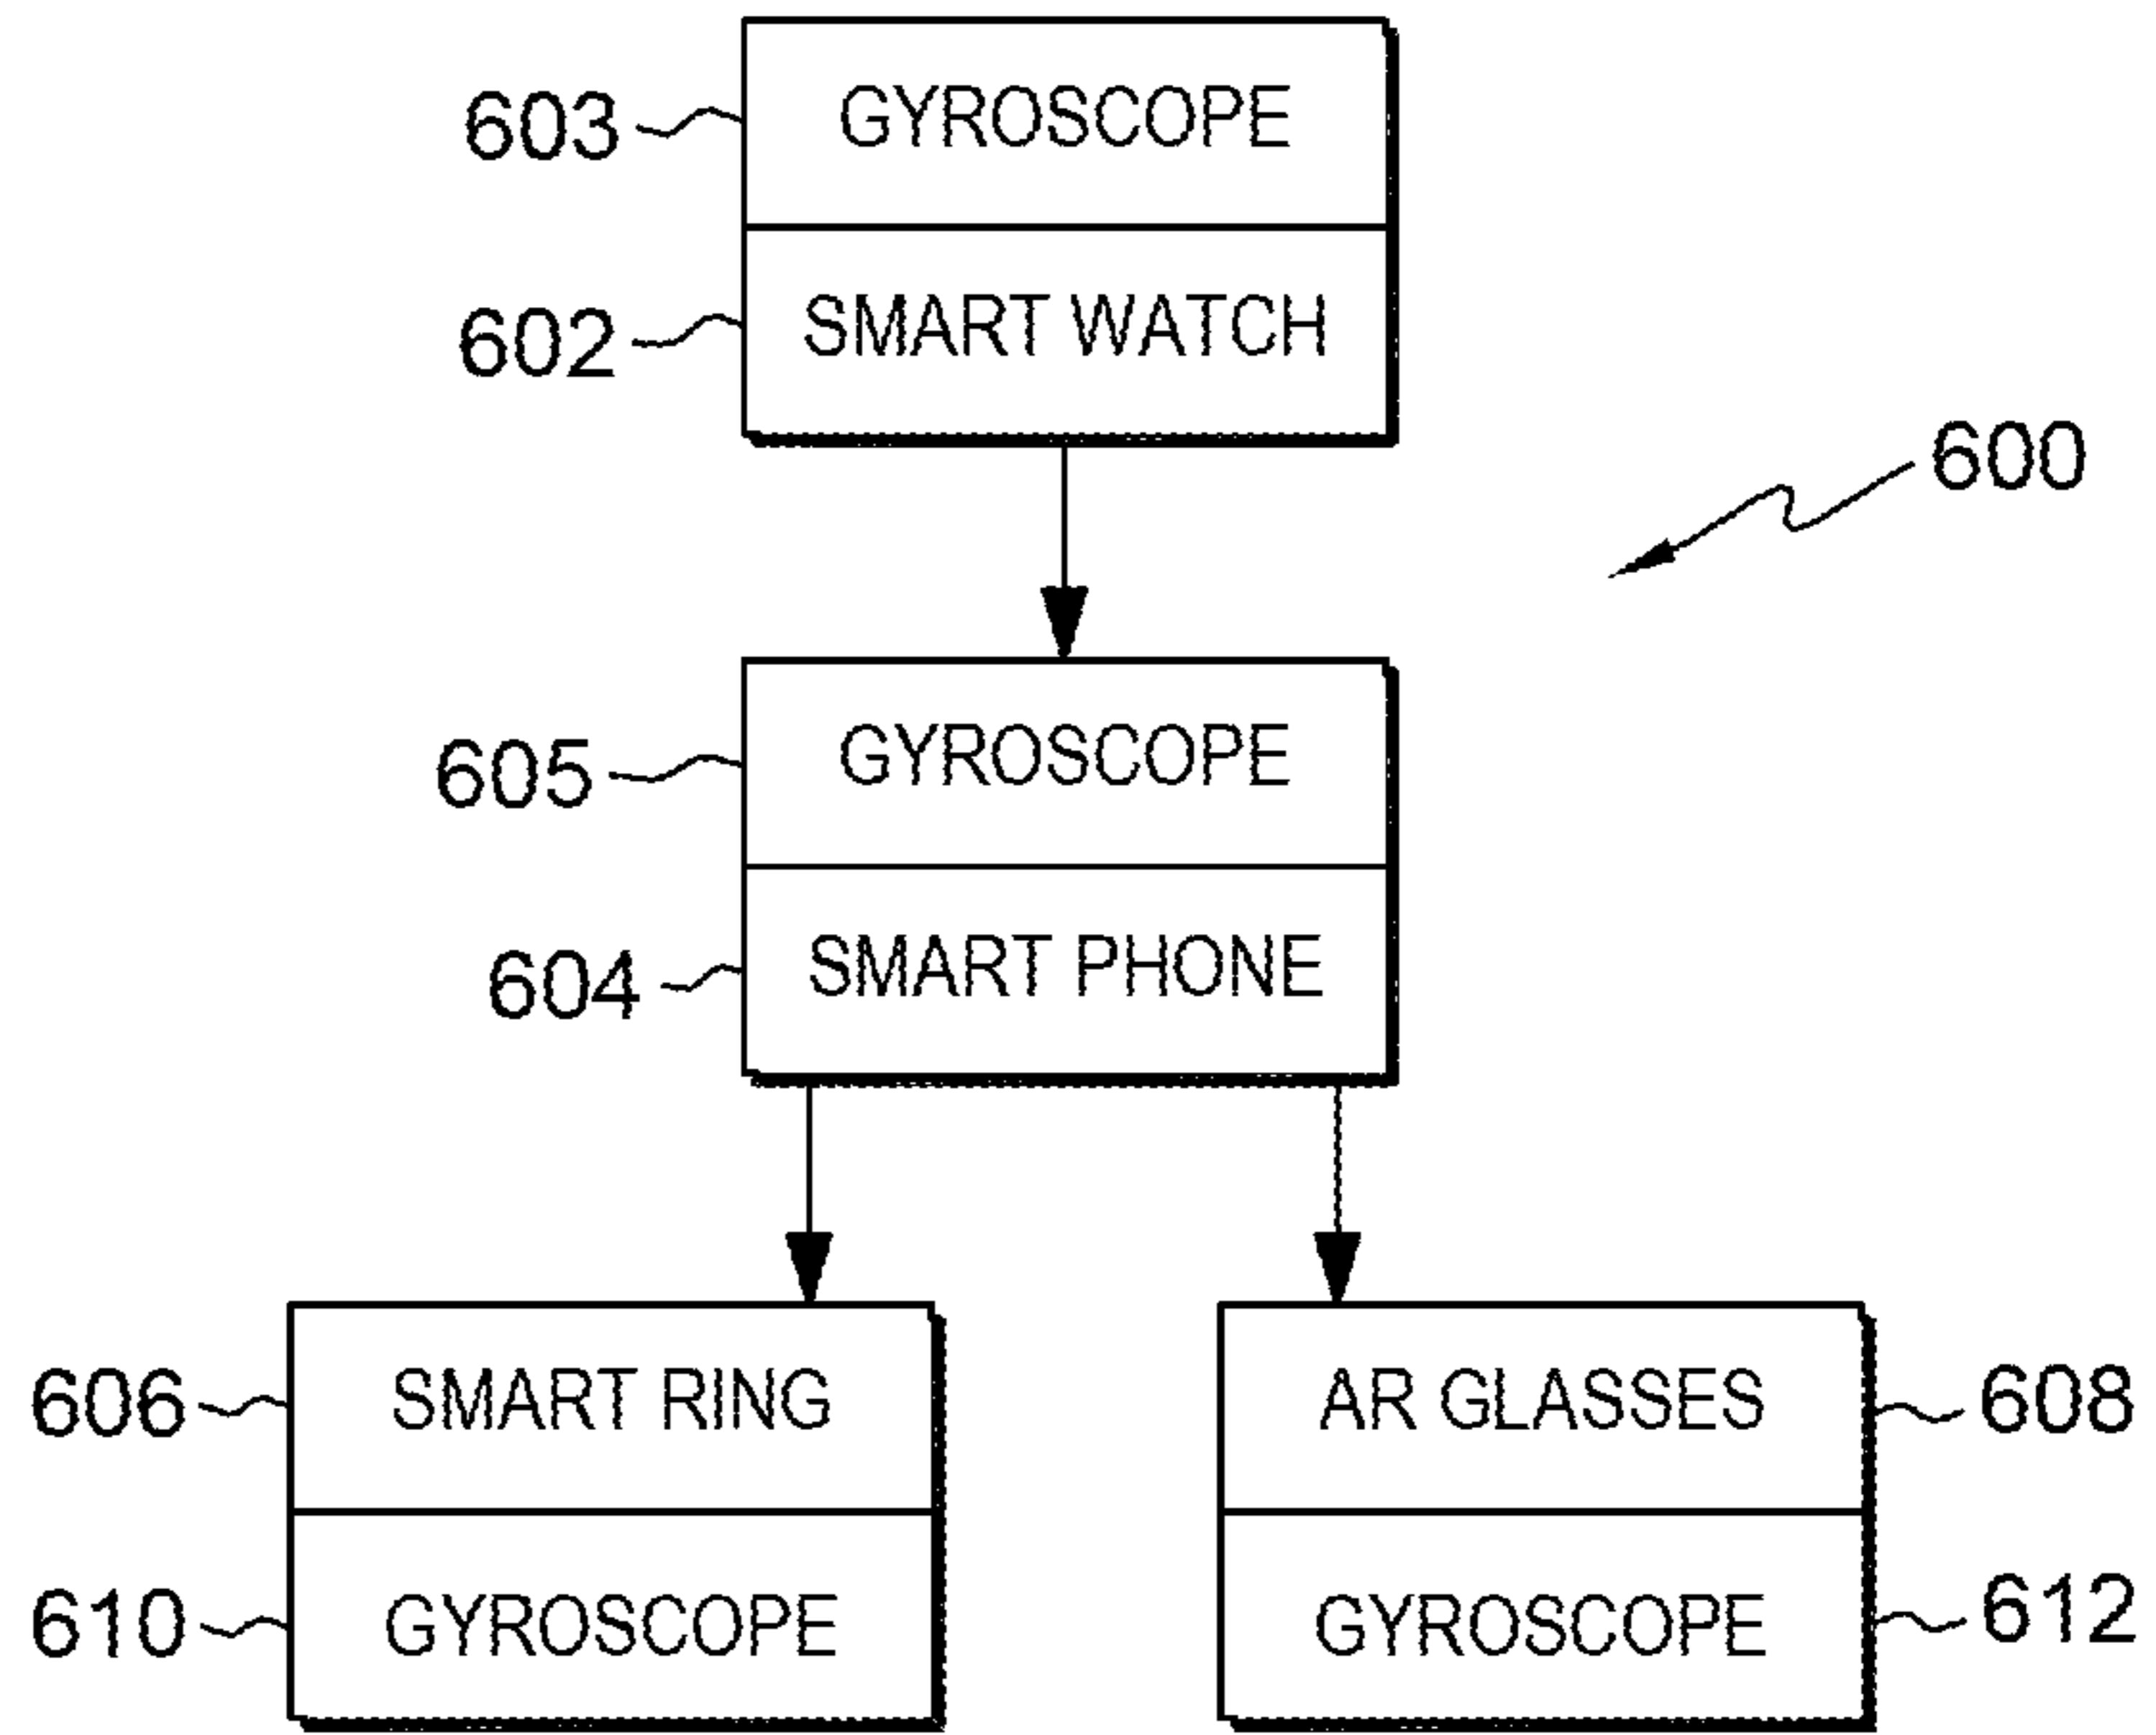 603 GYROSCOPE
602 SMART WATCH
600
605 GYROSCOPE
604 SMART PHONE
606 SMART RING
AR GLASSES 608
610 GYROSCOPE
GYROSCOPE 612